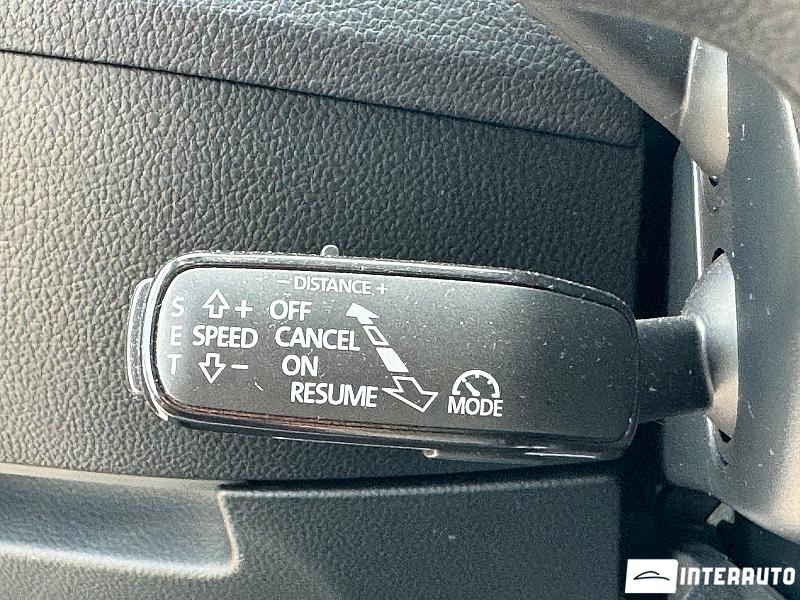 − DISTANCE +
S + OFF
E SPEED CANCEL
T − ON
RESUME
MODE
INTERAUTO